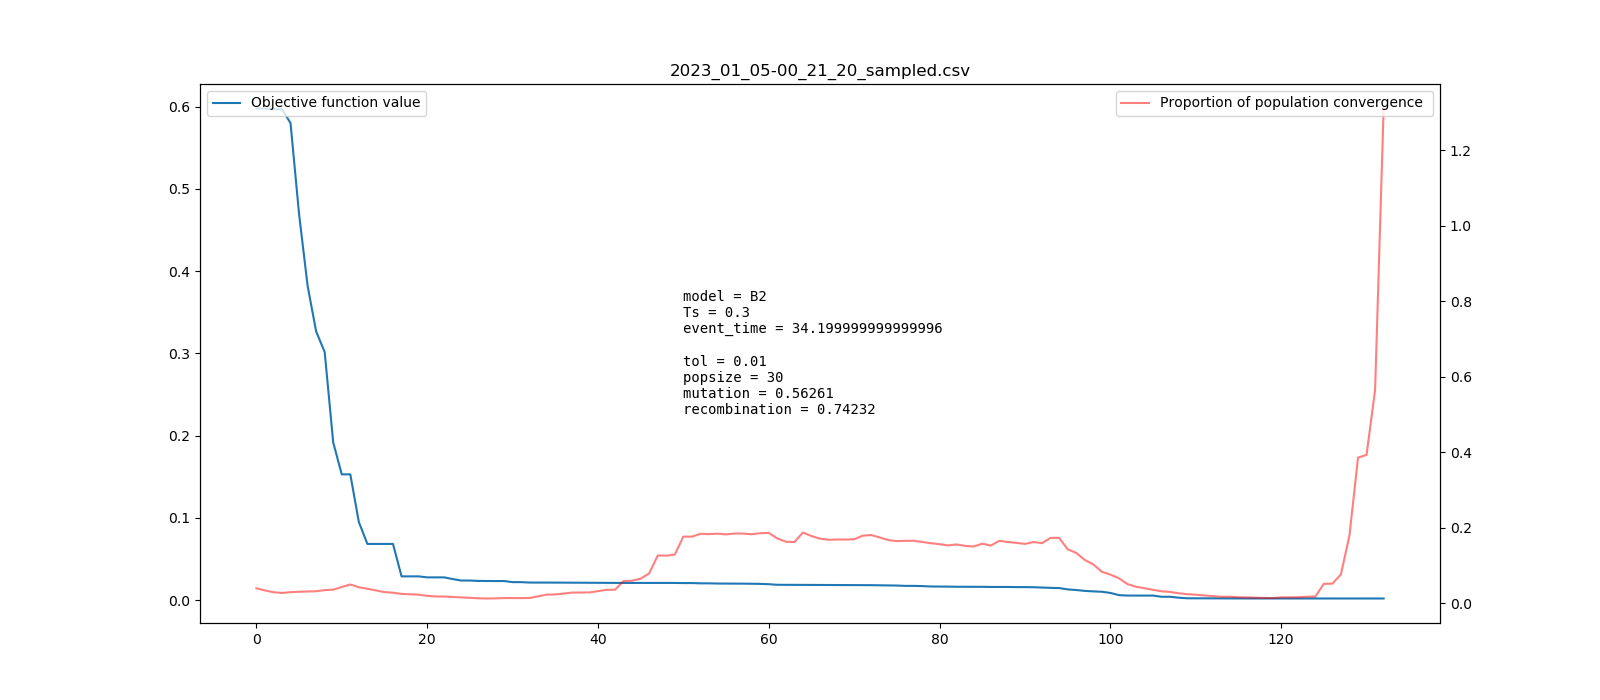 2023_01_05-00_21_20_sampled.csv
Objective function value
Proportion of population convergence
0.6
0.5
0.4
0.3
0.2
0.1
0.0
1.2
1.0
0.8
0.6
0.4
0.2
0.0
model = B2
Ts = 0.3
event_time = 34.199999999999996
tol = 0.01
popsize = 30
mutation = 0.56261
recombination = 0.74232
0
20
40
60
80
100
120